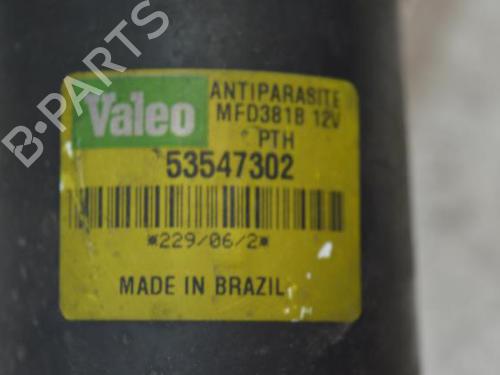 B-PARTS
Valeo
ANTIPARASITE
MFD381B 12V
PTH
53547302
*229/06/2*
MADE IN BRAZIL